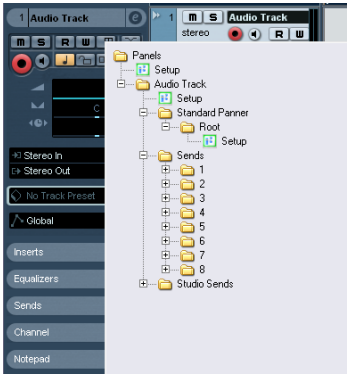 1 Audio Track e
M S R W
C
Stereo In
Stereo Out
No Track Preset
Global
Inserts
Equalizers
Sends
Channel
Notepad
1 M S Audio Track
stereo R W
Panels
Setup
Audio Track
Setup
Standard Panner
Root
Setup
Sends
1
2
3
4
5
6
7
8
Studio Sends